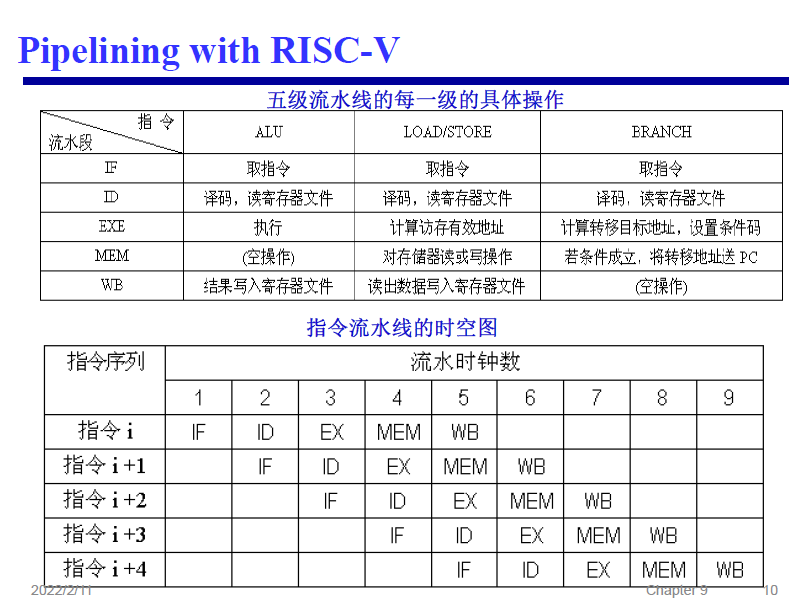 Pipelining with RISC-V
五级流水线的每一级的具体操作
指 令
流水段 ALU LOAD/STORE BRANCH
IF 取指令 取指令 取指令
ID 译码，读寄存器文件 译码，读寄存器文件 译码，读寄存器文件
EXE 执行 计算访存有效地址 计算转移目标地址，设置条件码
MEM (空操作) 对存储器读或写操作 若条件成立，将转移地址送 PC
WB 结果写入寄存器文件 读出数据写入寄存器文件 (空操作)
指令流水线的时空图
指令序列 流水时钟数
1 2 3 4 5 6 7 8 9
指令 i IF ID EX MEM WB
指令 i +1 IF ID EX MEM WB
指令 i +2 IF ID EX MEM WB
指令 i +3 IF ID EX MEM WB
指令 i +4 IF ID EX MEM WB
2022/2/11 Chapter 9 10